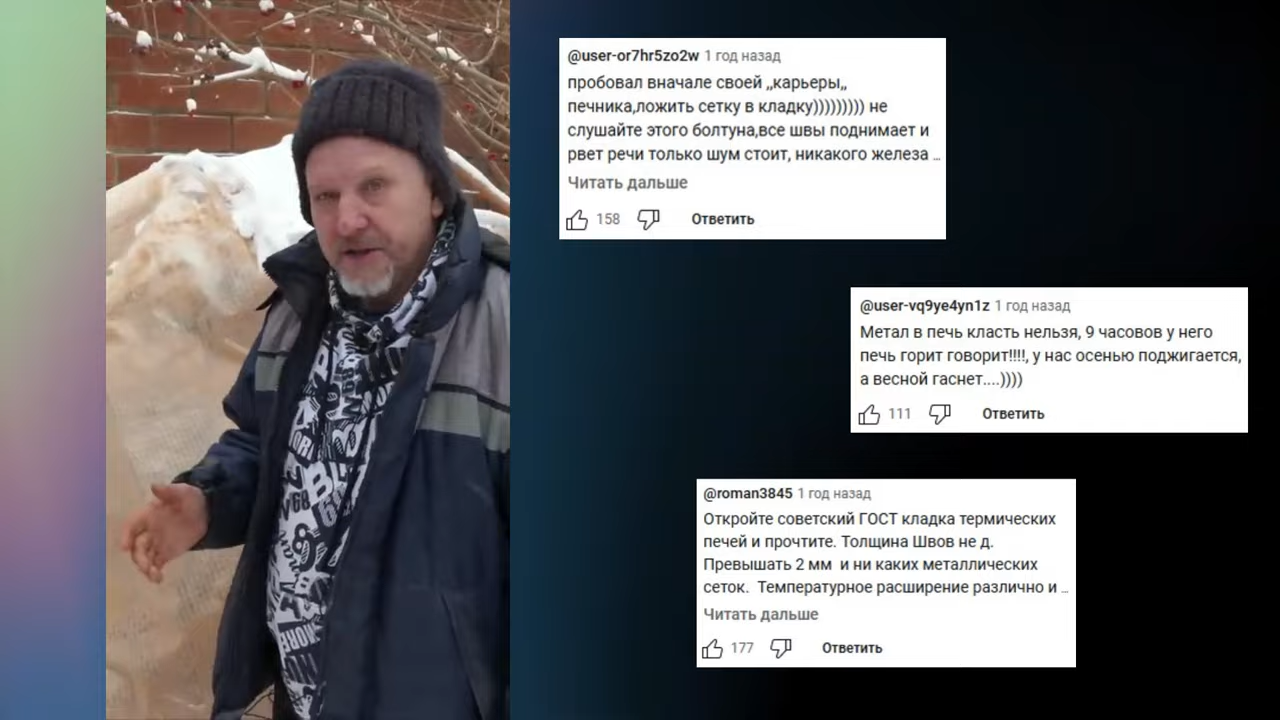 @user-or7hr5zo2w 1 год назад
пробовал вначале своей ,,карьеры,,
печника,ложить сетку в кладку))))))))) не
слушайте этого болтуна,все швы поднимает и
рвет речи только шум стоит, никакого железа ...
Читать дальше
158 Ответить
@user-vq9ye4yn1z 1 год назад
Метал в печь класть нельзя, 9 часовов у него
печь горит говорит!!!!, у нас осенью поджигается,
а весной гаснет....))))
111 Ответить
@roman3845 1 год назад
Откройте советский ГОСТ кладка термических
печей и прочтите. Толщина Швов не д.
Превышать 2 мм и ни каких металлических
сеток. Температурное расширение различно и ...
Читать дальше
177 Ответить